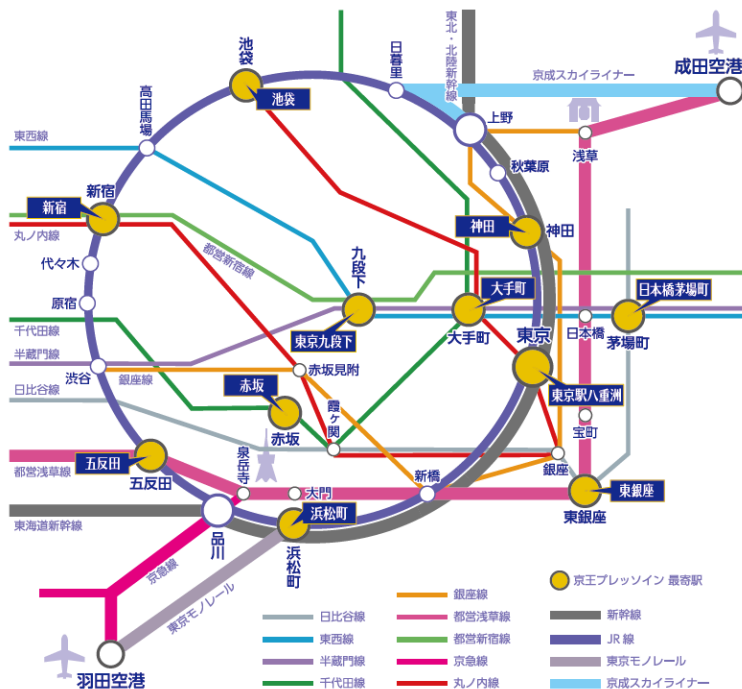 池袋
池袋
日暮里
東北・北陸新幹線
成田空港
京成スカイライナー
高田馬場
上野
浅草
東西線
秋葉原
新宿
新宿
神田
神田
丸ノ内線
都営新宿線
九段下
代々木
大手町
日本橋茅場町
原宿
千代田線
東京九段下
大手町
東京
日本橋
茅場町
半蔵門線
渋谷
銀座線
赤坂見附
東京駅八重洲
日比谷線
赤坂
霞ヶ関
赤坂
宝町
五反田
泉岳寺
銀座
都営浅草線
五反田
大門
新橋
東銀座
東海道新幹線
品川
浜松町
東銀座
浜松町
京急線
東京モノレール
羽田空港
銀座線
京王プレッソイン 最寄駅
日比谷線
都営浅草線
新幹線
東西線
都営新宿線
JR 線
半蔵門線
京急線
東京モノレール
千代田線
丸ノ内線
京成スカイライナー